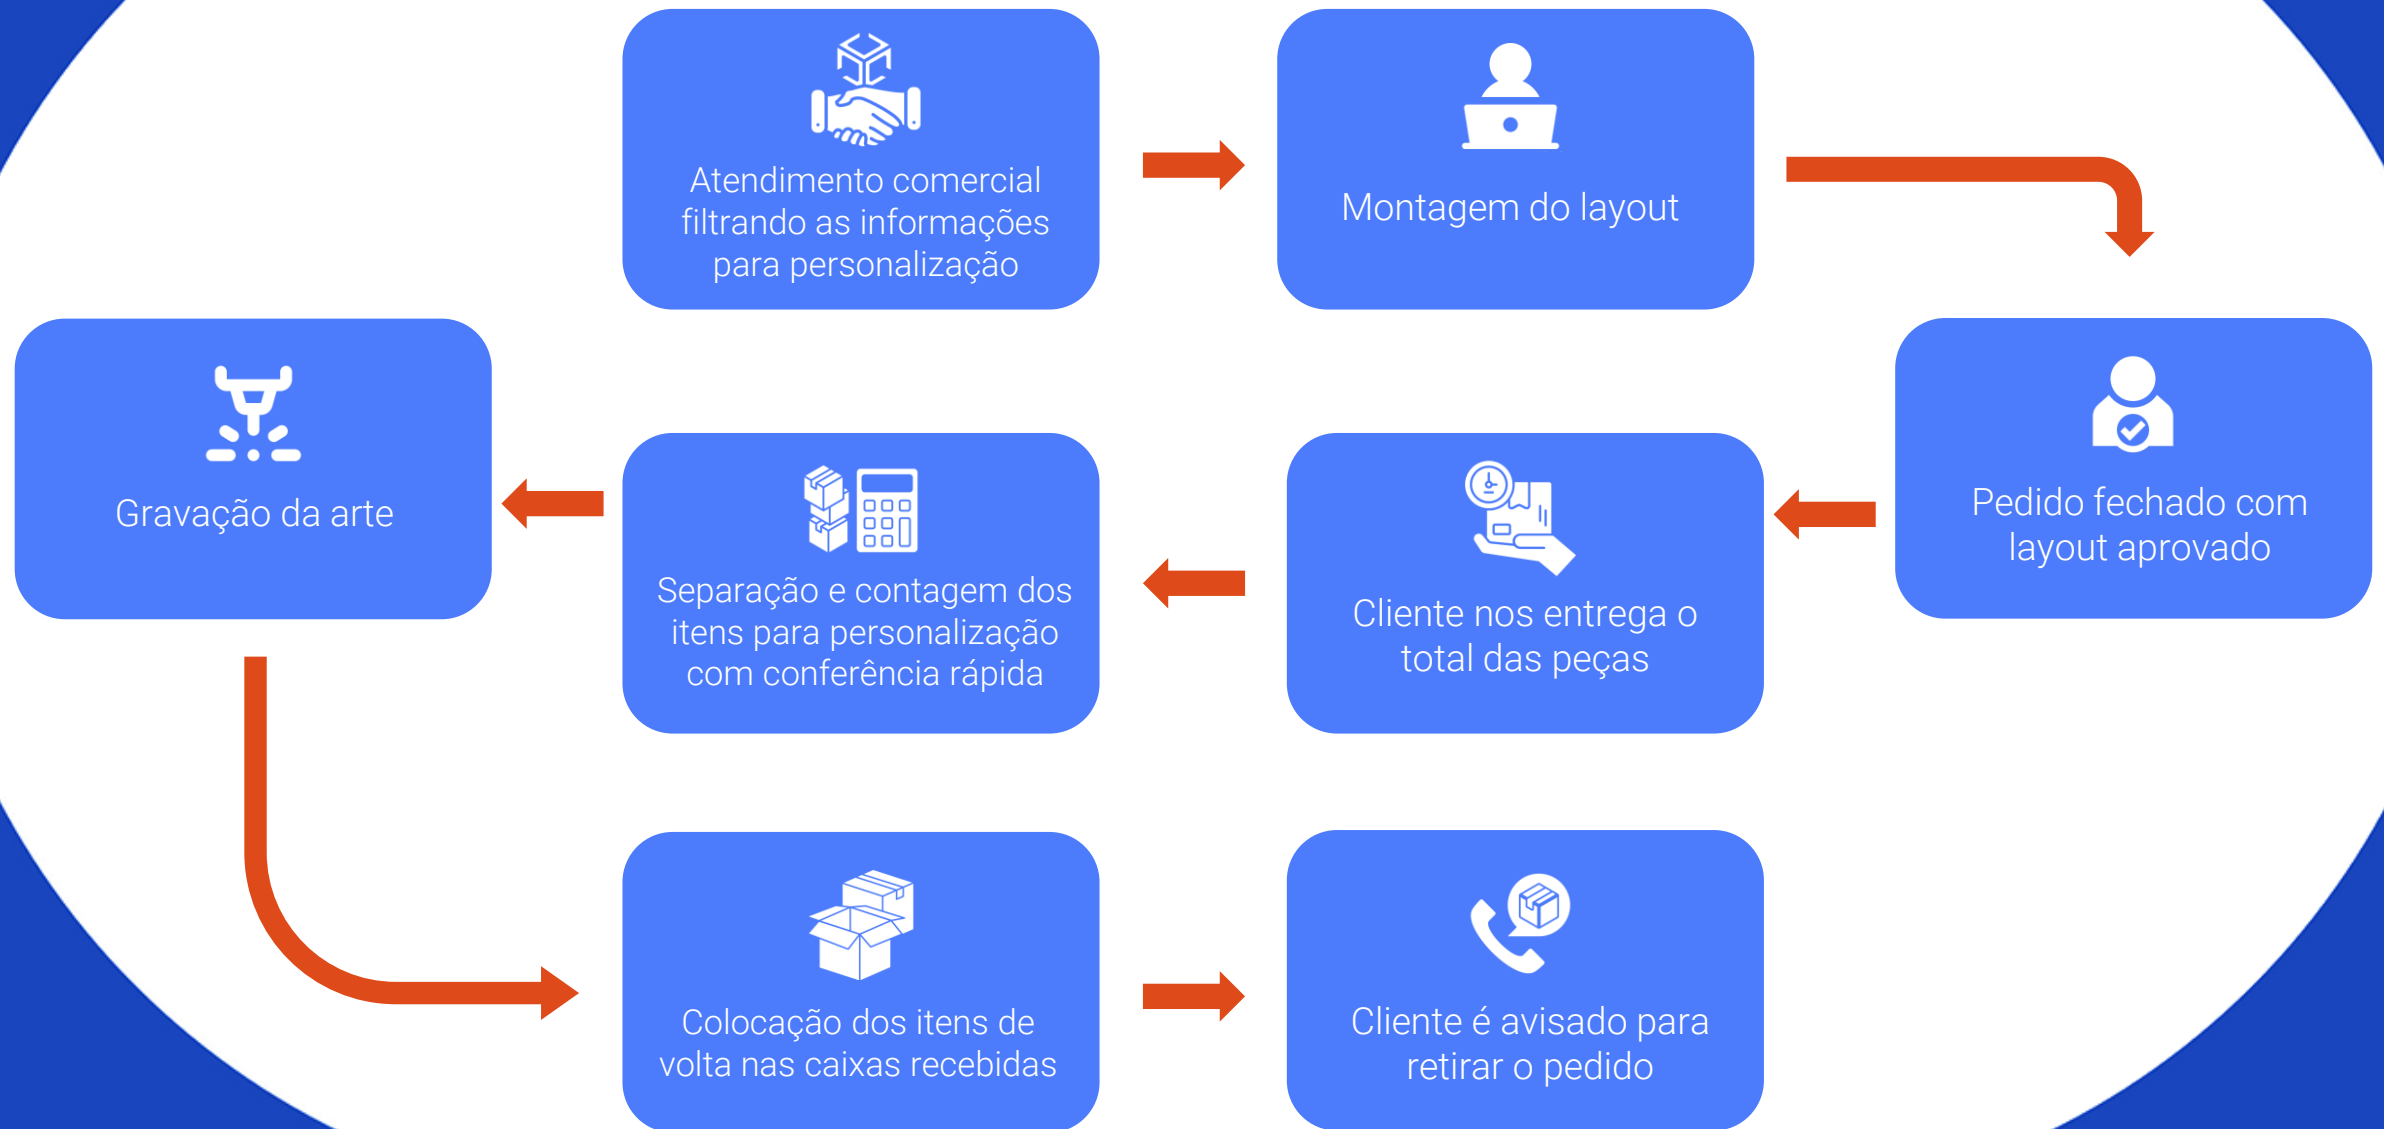 Atendimento comercial
filtrando as informações
para personalização
Montagem do layout
Pedido fechado com
layout aprovado
Cliente nos entrega o
total das peças
Separação e contagem dos
itens para personalização
com conferência rápida
Gravação da arte
Colocação dos itens de
volta nas caixas recebidas
Cliente é avisado para
retirar o pedido